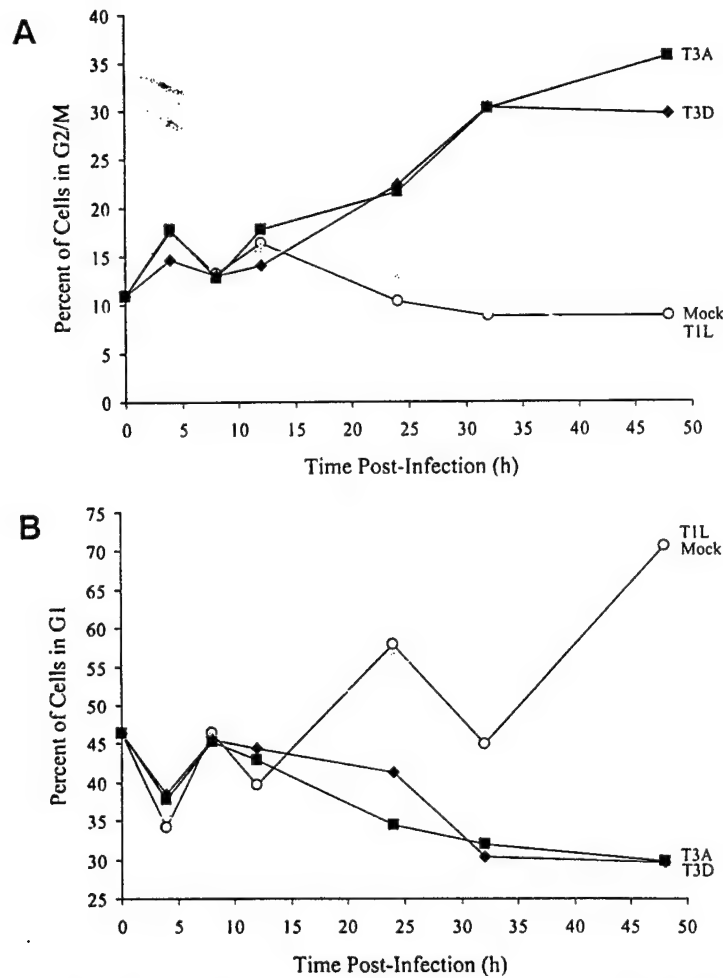 A
Percent of Cells in G2/M
40
35
30
25
20
15
10
5
0
0 5 10 15 20 25 30 35 40 45 50
T3A
T3D
Mock
T1L
Time Post-Infection (h)
B
Percent of Cells in G1
75
70
65
60
55
50
45
40
35
30
25
0 5 10 15 20 25 30 35 40 45 50
T1L
Mock
T3A
T3D
Time Post-Infection (h)